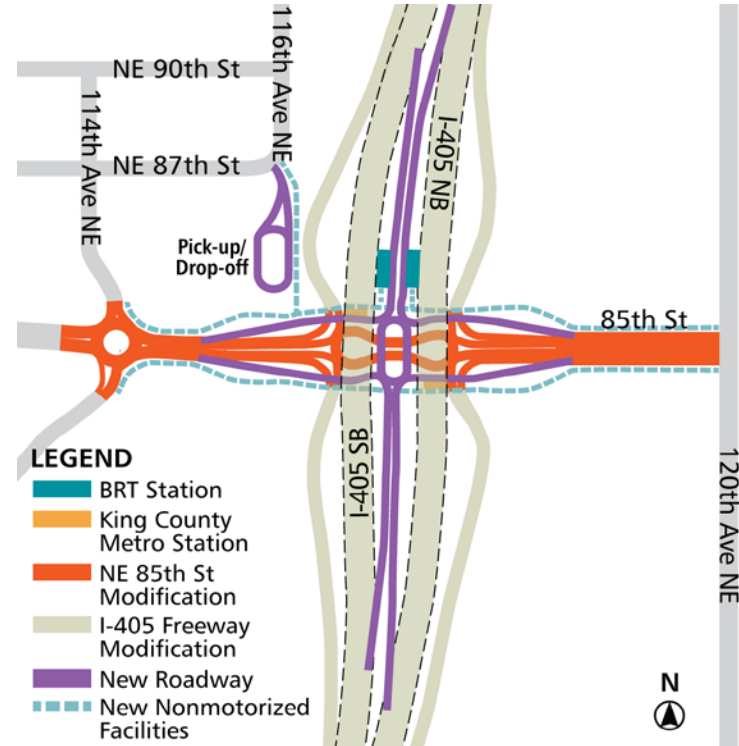 116th Ave NE
NE 90th St
114th Ave NE
I-405 NB
NE 87th St
Pick-up/
Drop-off
85th St
I-405 SB
120th Ave NE
LEGEND
BRT Station
King County
Metro Station
NE 85th St
Modification
I-405 Freeway
Modification
New Roadway
New Nonmotorized
Facilities
N